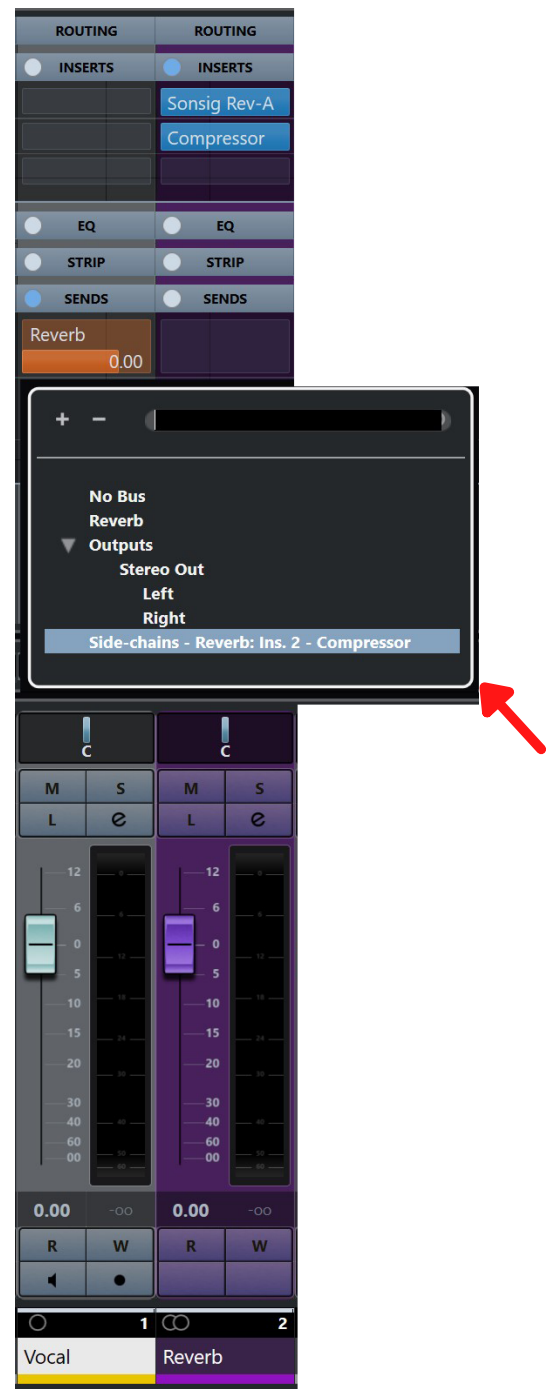 ROUTING ROUTING
INSERTS INSERTS
Sonsig Rev-A
Compressor
EQ EQ
STRIP STRIP
SENDS SENDS
Reverb
0.00
+ −
No Bus
Reverb
Outputs
Stereo Out
Left
Right
Side-chains - Reverb: Ins. 2 - Compressor
C C
M S M S
L e L e
12 12
6 6
0 0
5 5
10 10
15 15
20 20
30 30
40 40
60 60
00 00
0.00 -oo 0.00 -oo
R W R W
1 2
Vocal Reverb